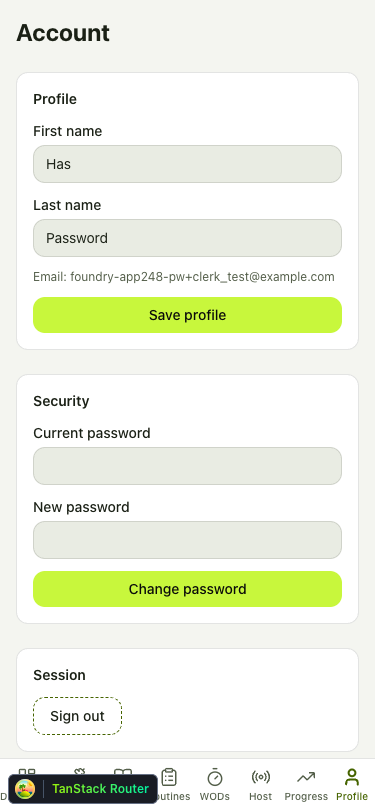 Account
Profile
First name
Has
Last name
Password
Email: foundry-app248-pw+clerk_test@example.com
Save profile
Security
Current password
New password
Change password
Session
Sign out
TanStack Router
WODs
Host
Progress
Profile